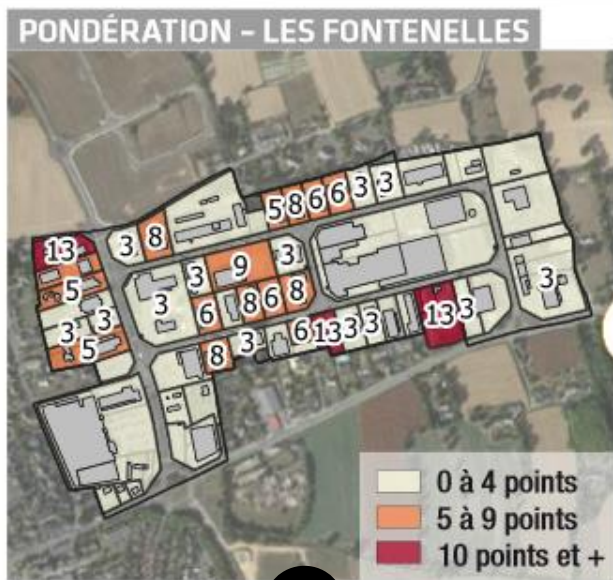 PONDÉRATION – LES FONTENELLES
5 8 6 6 3 3
13 3 8
3 9 3
5 3 6 8 6 8 3
3 3
5 8 3 6 13 3 3 13 3
0 à 4 points
5 à 9 points
10 points et +